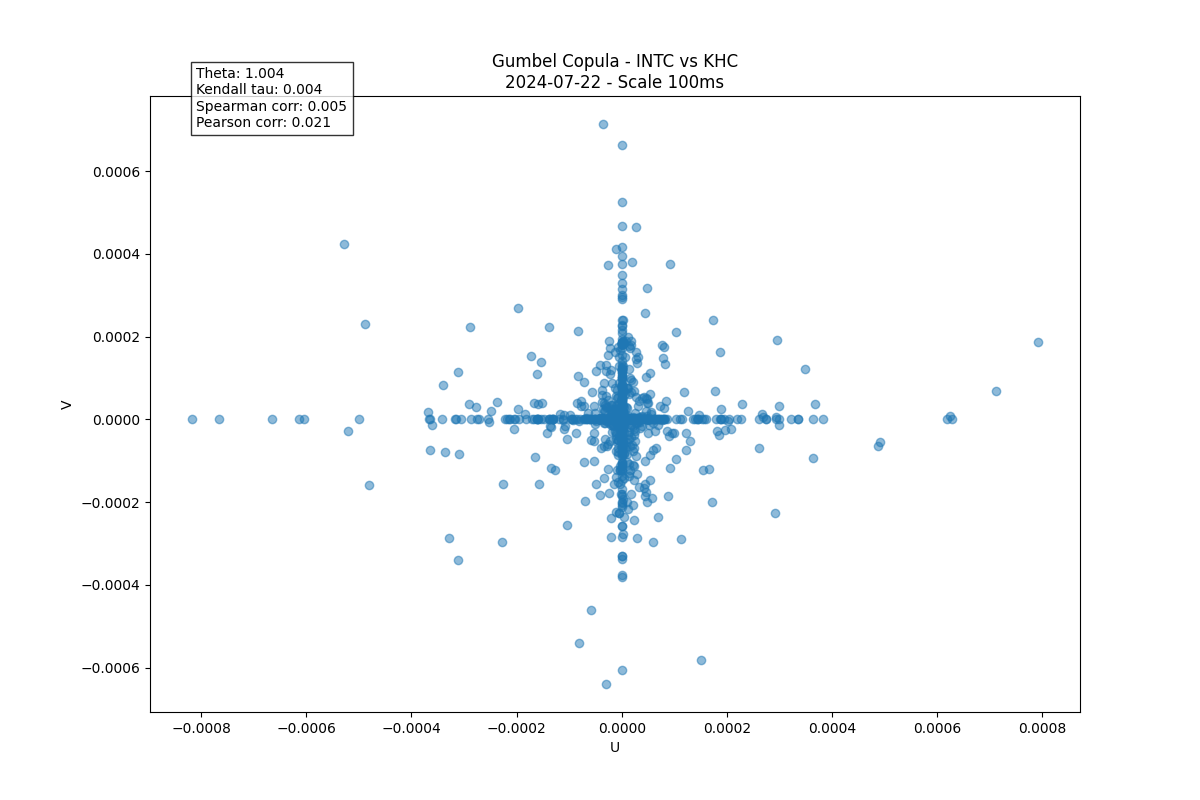 Gumbel Copula - INTC vs KHC
2024-07-22 - Scale 100ms
Theta: 1.004
Kendall tau: 0.004
Spearman corr: 0.005
Pearson corr: 0.021
0.0006
0.0004
0.0002
0.0000
−0.0002
−0.0004
−0.0006
V
−0.0008 −0.0006 −0.0004 −0.0002 0.0000 0.0002 0.0004 0.0006 0.0008
U